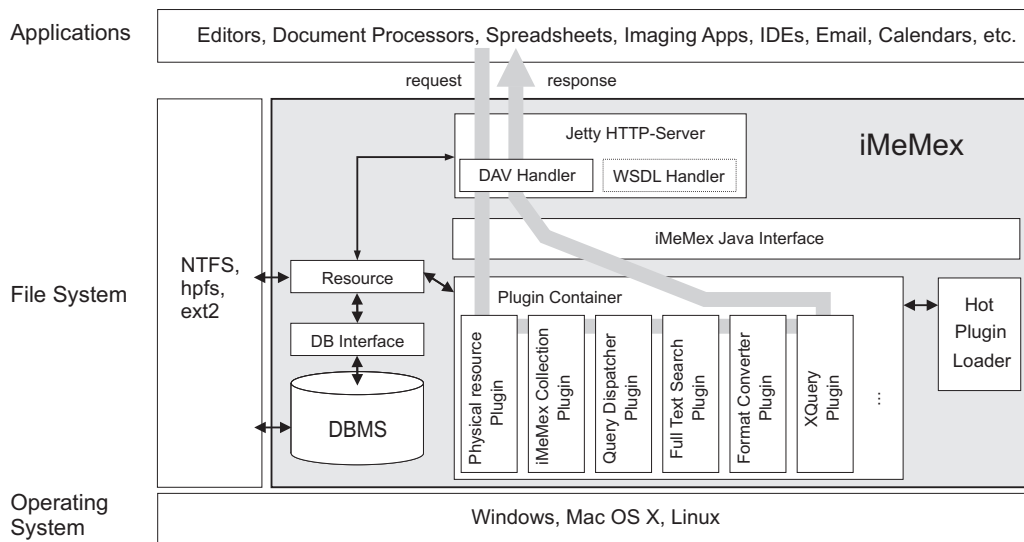 Applications
Editors, Document Processors, Spreadsheets, Imaging Apps, IDEs, Email, Calendars, etc.
request
response
File System
NTFS,
hpfs,
ext2
iMeMex
Jetty HTTP-Server
DAV Handler
WSDL Handler
iMeMex Java Interface
Resource
DB Interface
DBMS
Plugin Container
Physical resource
Plugin
iMeMex Collection
Plugin
Query Dispatcher
Plugin
Full Text Search
Plugin
Format Converter
Plugin
XQuery
Plugin
...
Hot
Plugin
Loader
Operating
System
Windows, Mac OS X, Linux